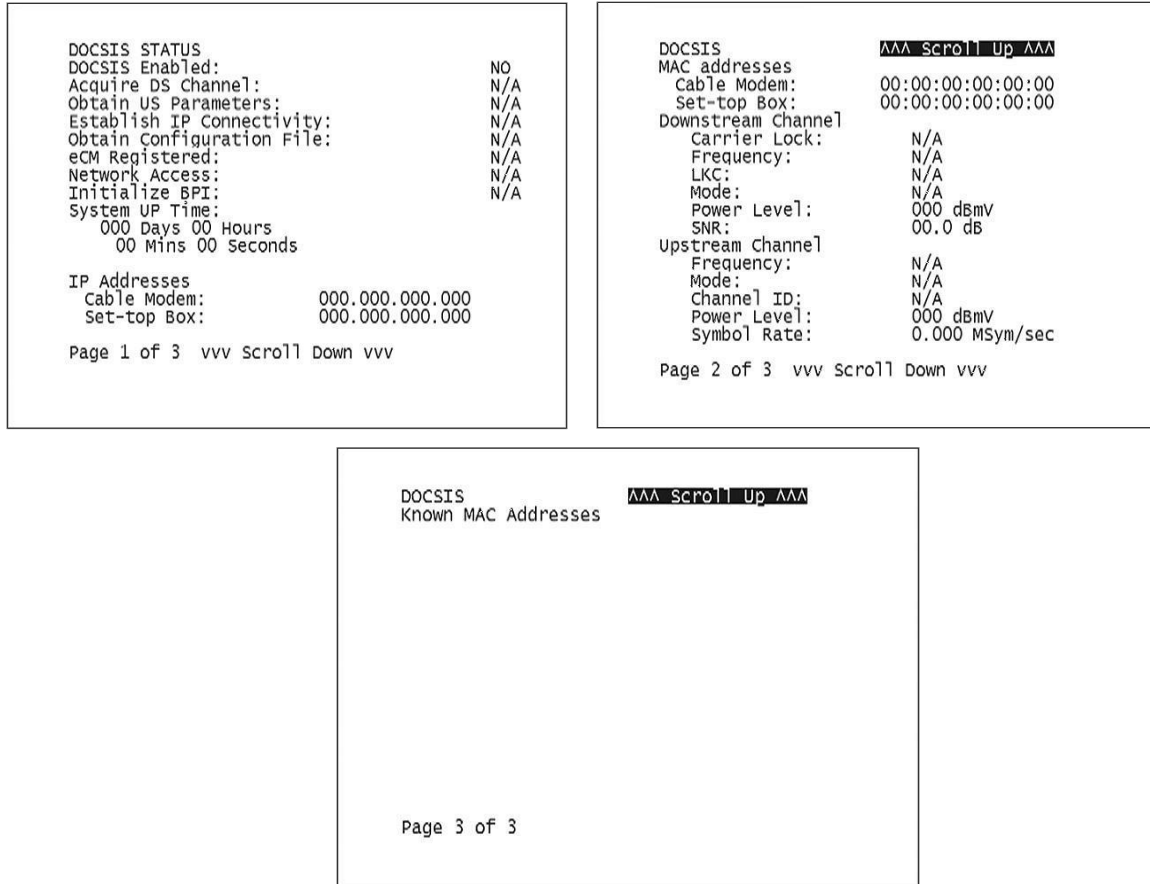 DOCSIS STATUS
DOCSIS Enabled: NO
Acquire DS Channel: N/A
Obtain US Parameters: N/A
Establish IP Connectivity: N/A
Obtain Configuration File: N/A
eCM Registered: N/A
Network Access: N/A
Initialize BPI: N/A
System UP Time:
000 Days 00 Hours
00 Mins 00 Seconds
IP Addresses
Cable Modem: 000.000.000.000
Set-top Box: 000.000.000.000
Page 1 of 3 vvv Scroll Down vvv
DOCSIS ^^^ Scroll Up ^^^
MAC addresses
Cable Modem: 00:00:00:00:00:00
Set-top Box: 00:00:00:00:00:00
Downstream Channel
Carrier Lock: N/A
Frequency: N/A
LKC: N/A
Mode: N/A
Power Level: 000 dBmV
SNR: 00.0 dB
Upstream Channel
Frequency: N/A
Mode: N/A
Channel ID: N/A
Power Level: 000 dBmV
Symbol Rate: 0.000 MSym/sec
Page 2 of 3 vvv Scroll Down vvv
DOCSIS ^^^ Scroll Up ^^^
Known MAC Addresses
Page 3 of 3